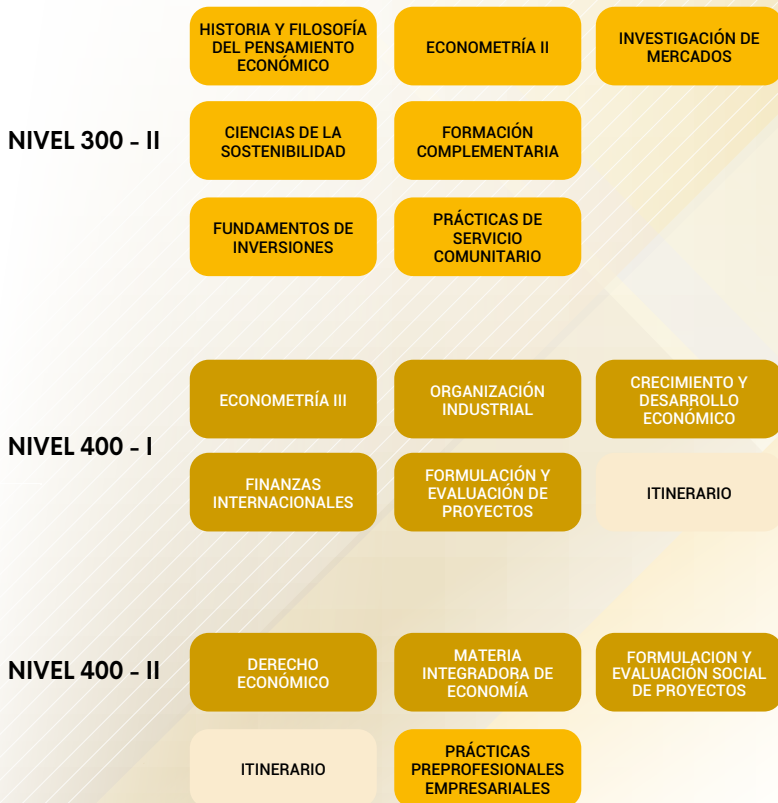 HISTORIA Y FILOSOFÍA
DEL PENSAMIENTO
ECONÓMICO
ECONOMETRÍA II
INVESTIGACIÓN DE
MERCADOS
NIVEL 300 - II
CIENCIAS DE LA
SOSTENIBILIDAD
FORMACIÓN
COMPLEMENTARIA
FUNDAMENTOS DE
INVERSIONES
PRÁCTICAS DE
SERVICIO
COMUNITARIO
NIVEL 400 - I
ECONOMETRÍA III
ORGANIZACIÓN
INDUSTRIAL
CRECIMIENTO Y
DESARROLLO
ECONÓMICO
FINANZAS
INTERNACIONALES
FORMULACIÓN Y
EVALUACIÓN DE
PROYECTOS
ITINERARIO
NIVEL 400 - II
DERECHO
ECONÓMICO
MATERIA
INTEGRADORA DE
ECONOMÍA
FORMULACION Y
EVALUACIÓN SOCIAL
DE PROYECTOS
ITINERARIO
PRÁCTICAS
PREPROFESIONALES
EMPRESARIALES